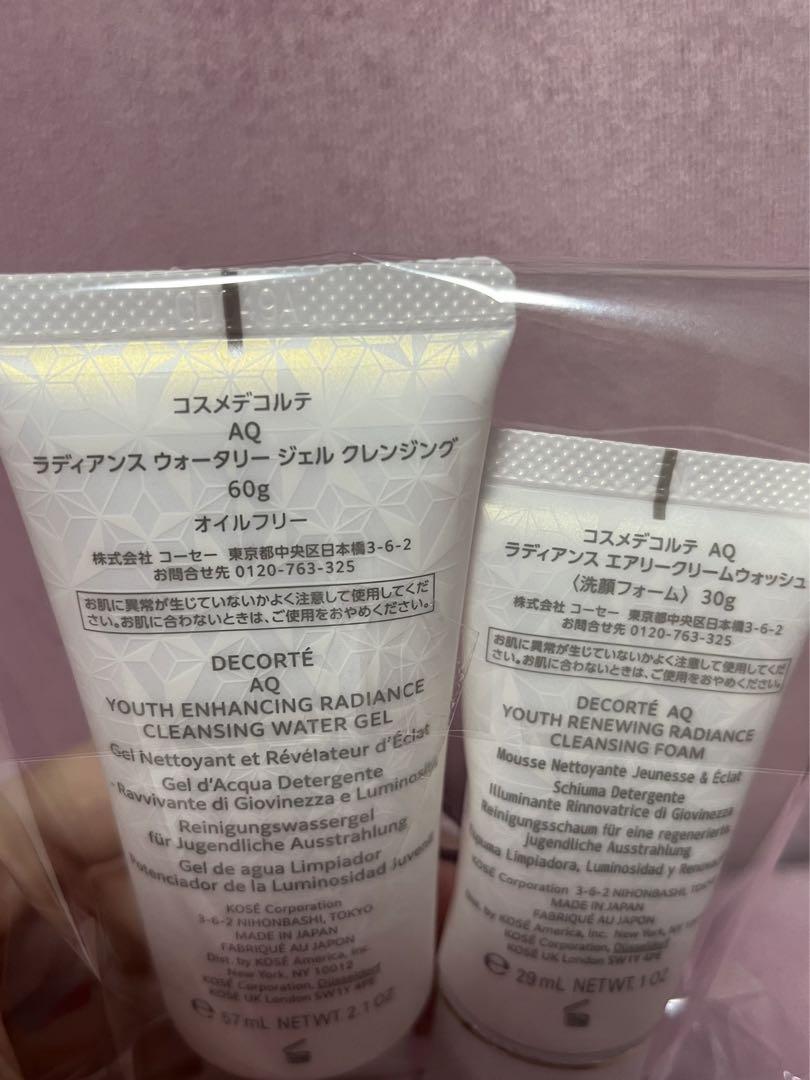 コスメデコルテ
AQ
ラディアンス ウォータリー ジェル クレンジング
60g
オイルフリー
株式会社 コーセー 東京都中央区日本橋3-6-2
お問合せ先 0120-763-325
お肌に異常が生じていないかよく注意して使用してくだ
さい。お肌に合わないときは、ご使用をおやめください。
DECORTÉ
AQ
YOUTH ENHANCING RADIANCE
CLEANSING WATER GEL
Gel Nettoyant et Révélateur d'Éclat
Gel d'Acqua Detergente
- Ravvivante di Giovinezza e Luminosità
Reinigungswassergel
für Jugendliche Ausstrahlung
Gel de agua Limpiador
Potenciador de la Luminosidad Juvenil
KOSÉ Corporation
3-6-2 NIHONBASHI, TOKYO
MADE IN JAPAN
FABRIQUÉ AU JAPON
Dist. by KOSÉ America, Inc.
New York, NY 10012
KOSÉ Corporation, Düsseldorf
KOSÉ UK London SW1Y 4PE
℮ 67mL NETWT. 2.1 OZ
コスメデコルテ AQ
ラディアンス エアリークリームウォッシュ
〈洗顔フォーム〉 30g
株式会社 コーセー 東京都中央区日本橋3-6-2
お問合せ先 0120-763-325
お肌に異常が生じていないかよく注意して使用してくだ
さい。お肌に合わないときは、ご使用をおやめください。
DECORTÉ AQ
YOUTH RENEWING RADIANCE
CLEANSING FOAM
Mousse Nettoyante Jeunesse & Éclat
Schiuma Detergente
Illuminante Rinnovatrice di Giovinezza
Reinigungsschaum für eine regenerierte,
jugendliche Ausstrahlung
Espuma Limpiadora, Luminosidad y
KOSÉ Corporation 3-6-2 NIHONBASHI,
MADE IN JAPAN
FABRIQUÉ AU JAPON
Dist. by KOSÉ America, Inc. New York, NY
KOSÉ Corporation, Düsseldorf
KOSÉ UK London SW1Y 4PE
℮ 29mL NETWT. 1 OZ